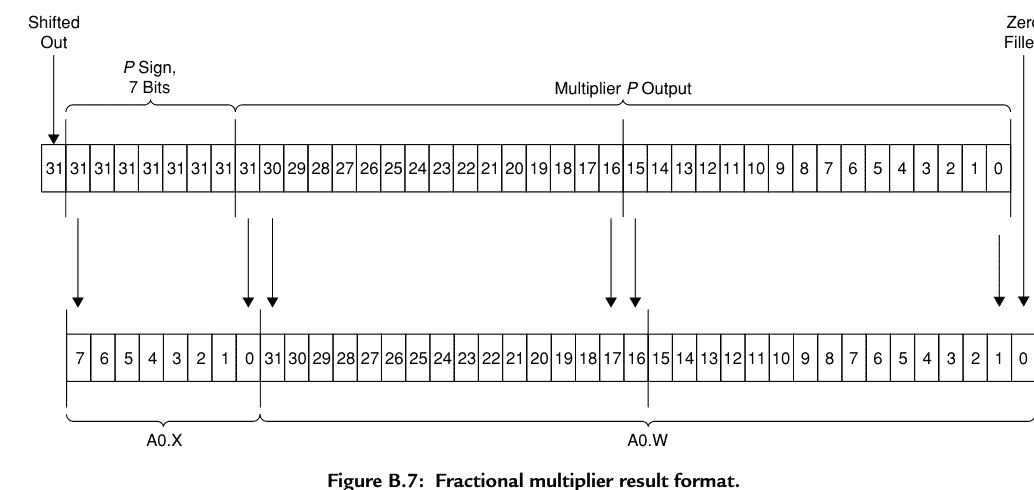 Shifted
Out
Zero
Fille
P Sign,
7 Bits
Multiplier P Output
31 31 31 31 31 31 31 31 31 30 29 28 27 26 25 24 23 22 21 20 19 18 17 16 15 14 13 12 11 10 9 8 7 6 5 4 3 2 1 0
7 6 5 4 3 2 1 0 31 30 29 28 27 26 25 24 23 22 21 20 19 18 17 16 15 14 13 12 11 10 9 8 7 6 5 4 3 2 1 0
A0.X
A0.W
Figure B.7: Fractional multiplier result format.